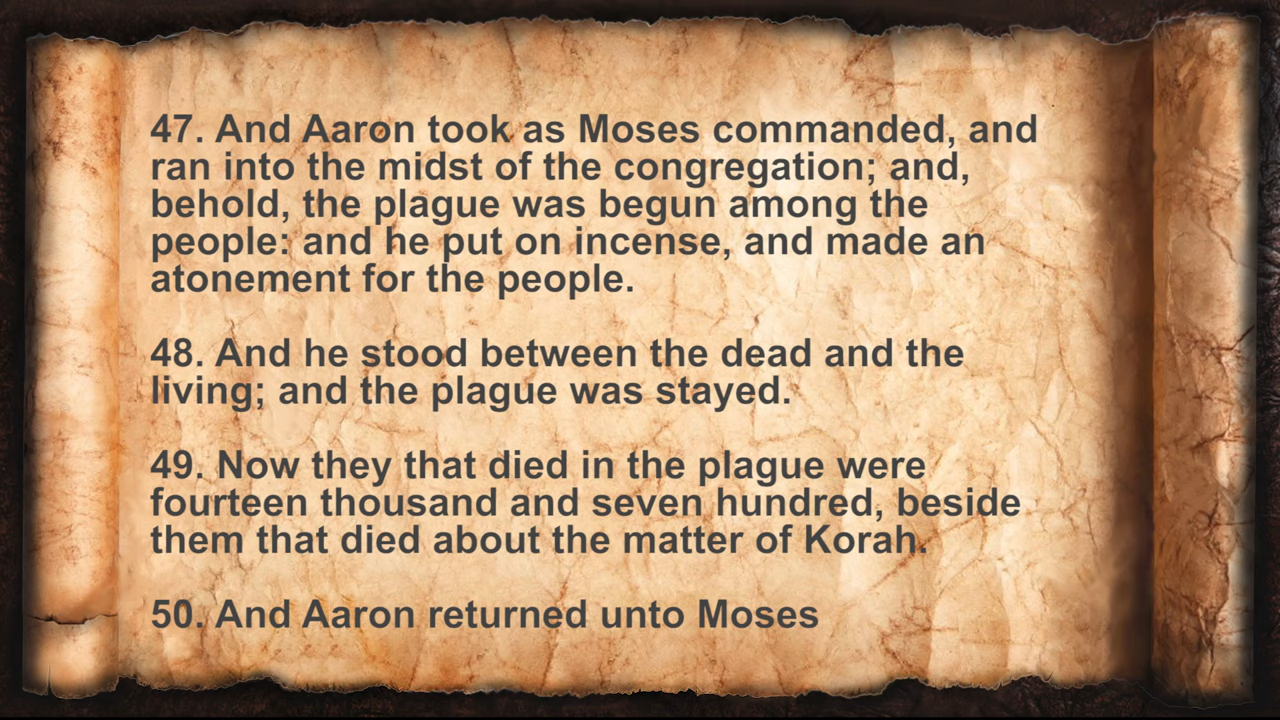 47. And Aaron took as Moses commanded, and
ran into the midst of the congregation; and,
behold, the plague was begun among the
people: and he put on incense, and made an
atonement for the people.
48. And he stood between the dead and the
living; and the plague was stayed.
49. Now they that died in the plague were
fourteen thousand and seven hundred, beside
them that died about the matter of Korah.
50. And Aaron returned unto Moses